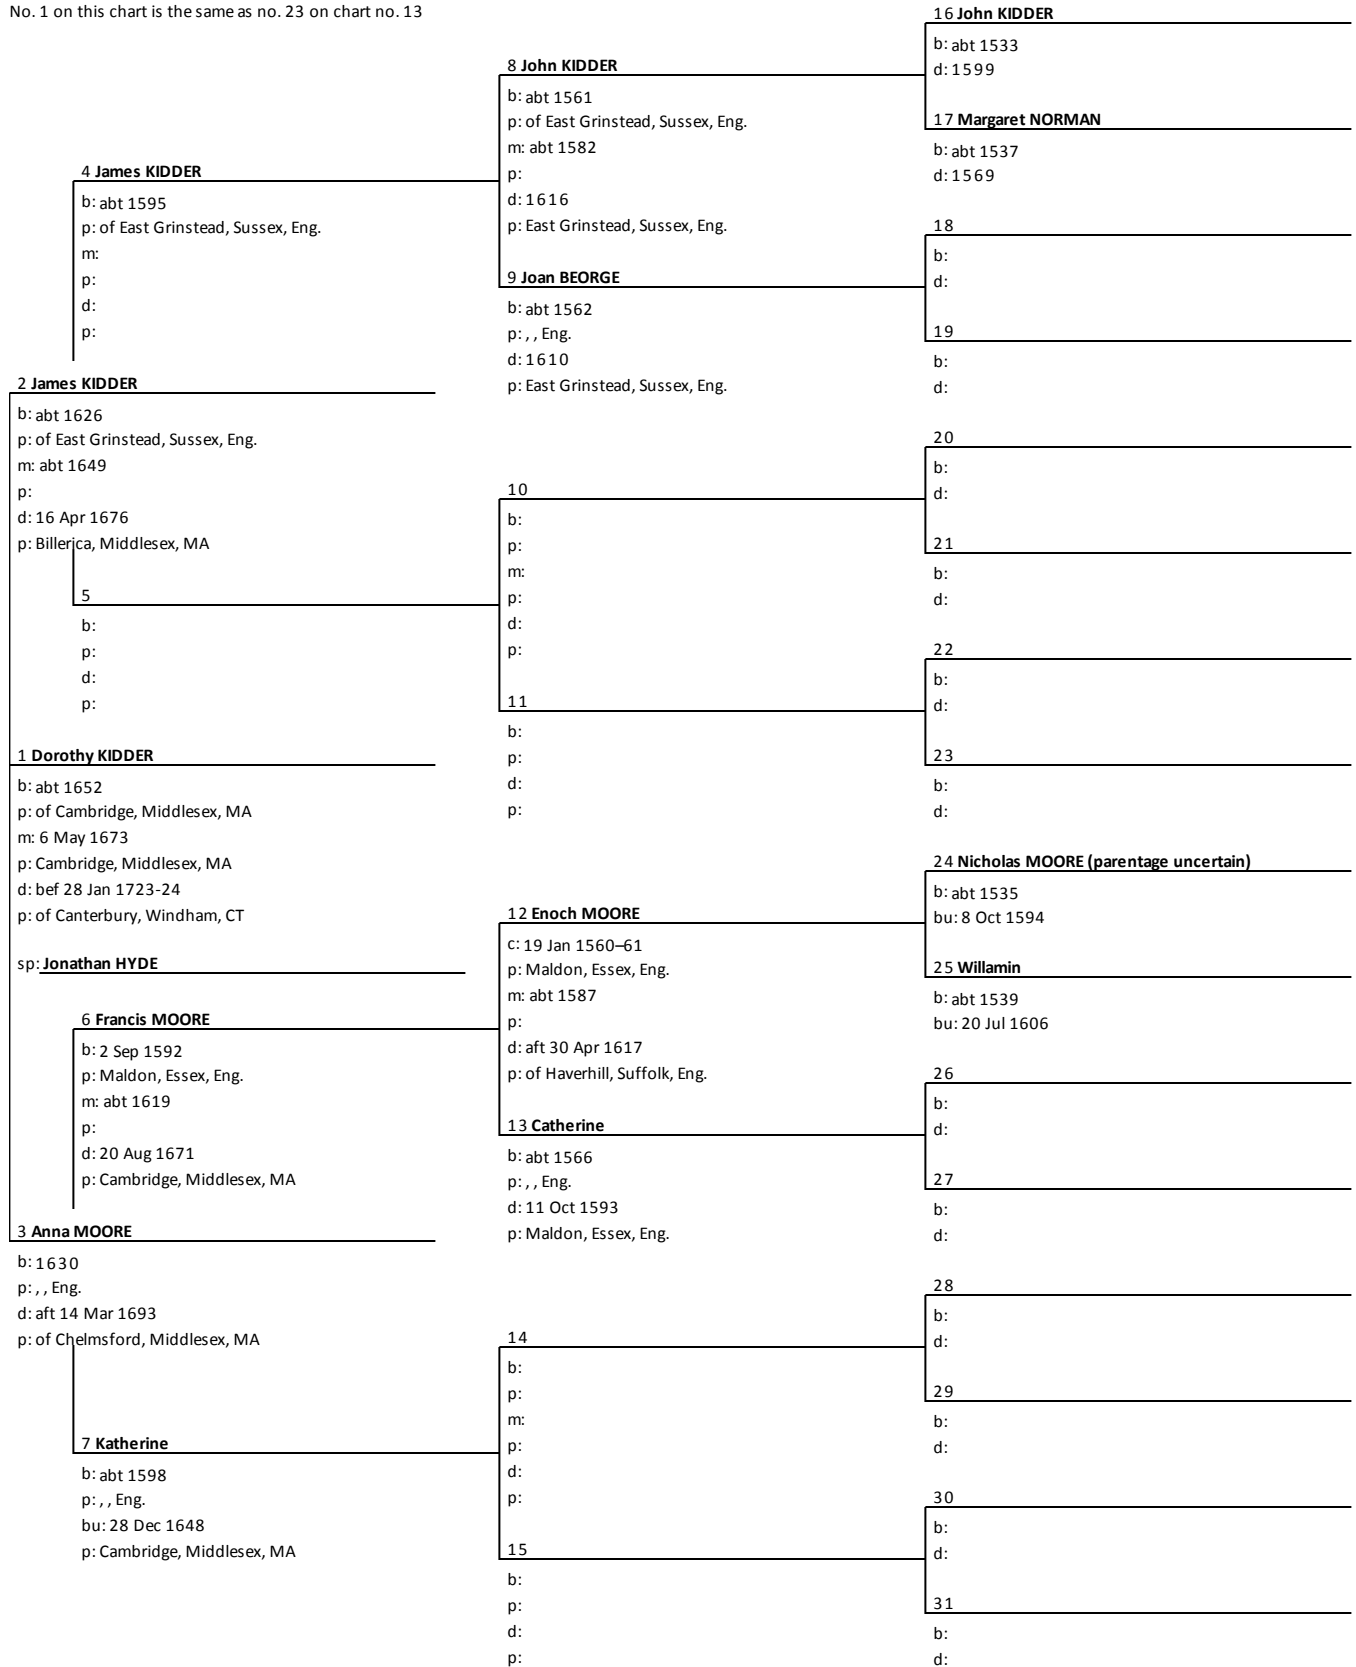 No. 1 on this chart is the same as no. 23 on chart no. 13
16 John KIDDER
b: abt 1533
d: 1599
8 John KIDDER
b: abt 1561
p: of East Grinstead, Sussex, Eng.
m: abt 1582
p:
d: 1616
p: East Grinstead, Sussex, Eng.
17 Margaret NORMAN
b: abt 1537
d: 1569
4 James KIDDER
b: abt 1595
p: of East Grinstead, Sussex, Eng.
m:
p:
d:
p:
18
b:
d:
9 Joan BEORGE
b: abt 1562
p: , , Eng.
d: 1610
p: East Grinstead, Sussex, Eng.
19
b:
d:
2 James KIDDER
b: abt 1626
p: of East Grinstead, Sussex, Eng.
m: abt 1649
p:
d: 16 Apr 1676
p: Billerica, Middlesex, MA
20
b:
d:
10
b:
p:
m:
p:
d:
p:
21
b:
d:
5
b:
p:
d:
p:
22
b:
d:
11
b:
p:
d:
p:
23
b:
d:
1 Dorothy KIDDER
b: abt 1652
p: of Cambridge, Middlesex, MA
m: 6 May 1673
p: Cambridge, Middlesex, MA
d: bef 28 Jan 1723-24
p: of Canterbury, Windham, CT
sp: Jonathan HYDE
24 Nicholas MOORE (parentage uncertain)
b: abt 1535
bu: 8 Oct 1594
12 Enoch MOORE
c: 19 Jan 1560–61
p: Maldon, Essex, Eng.
m: abt 1587
p:
d: aft 30 Apr 1617
p: of Haverhill, Suffolk, Eng.
25 Willamin
b: abt 1539
bu: 20 Jul 1606
6 Francis MOORE
b: 2 Sep 1592
p: Maldon, Essex, Eng.
m: abt 1619
p:
d: 20 Aug 1671
p: Cambridge, Middlesex, MA
26
b:
d:
13 Catherine
b: abt 1566
p: , , Eng.
d: 11 Oct 1593
p: Maldon, Essex, Eng.
27
b:
d:
3 Anna MOORE
b: 1630
p: , , Eng.
d: aft 14 Mar 1693
p: of Chelmsford, Middlesex, MA
28
b:
d:
14
b:
p:
m:
p:
d:
p:
29
b:
d:
7 Katherine
b: abt 1598
p: , , Eng.
bu: 28 Dec 1648
p: Cambridge, Middlesex, MA
30
b:
d:
15
b:
p:
d:
p:
31
b:
d: